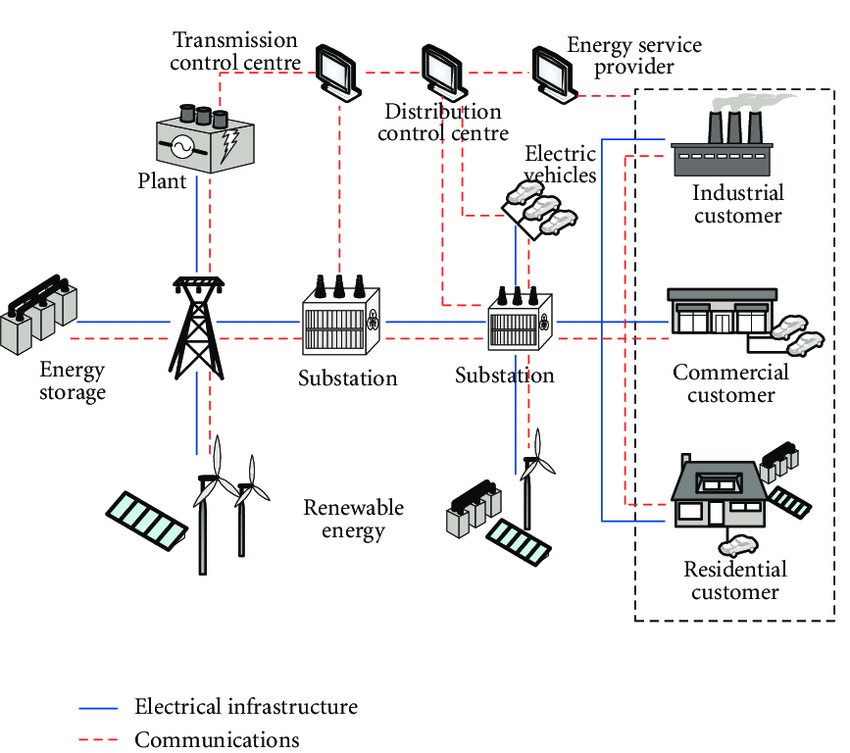 Transmission
control centre
Energy service
provider
Distribution
control centre
Electric
vehicles
Plant
Industrial
customer
Energy
storage
Substation
Substation
Commercial
customer
Renewable
energy
Residential
customer
Electrical infrastructure
Communications